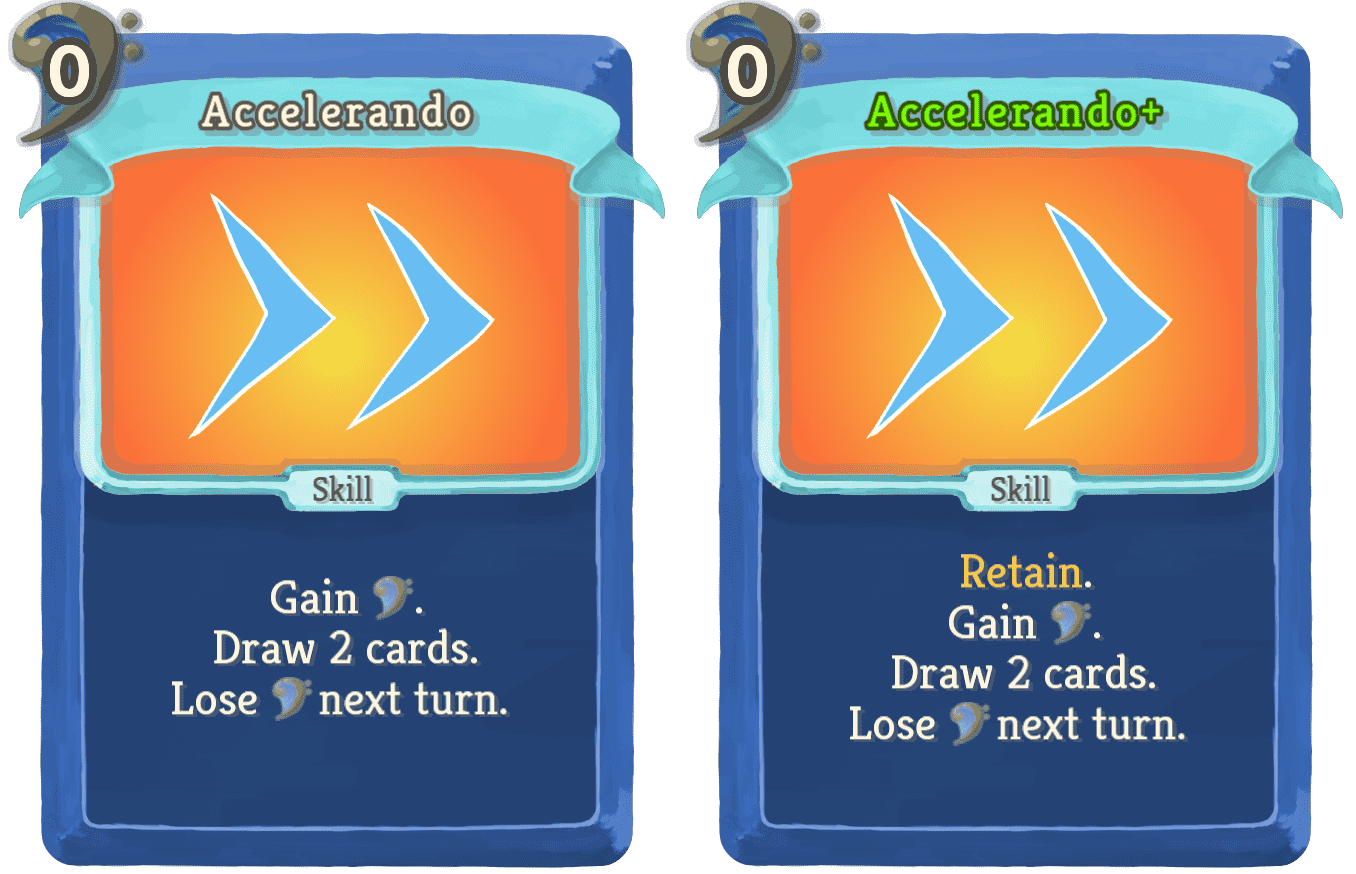 0
Accelerando
Skill
Gain .
Draw 2 cards.
Lose next turn.
0
Accelerando+
Skill
Retain.
Gain .
Draw 2 cards.
Lose next turn.